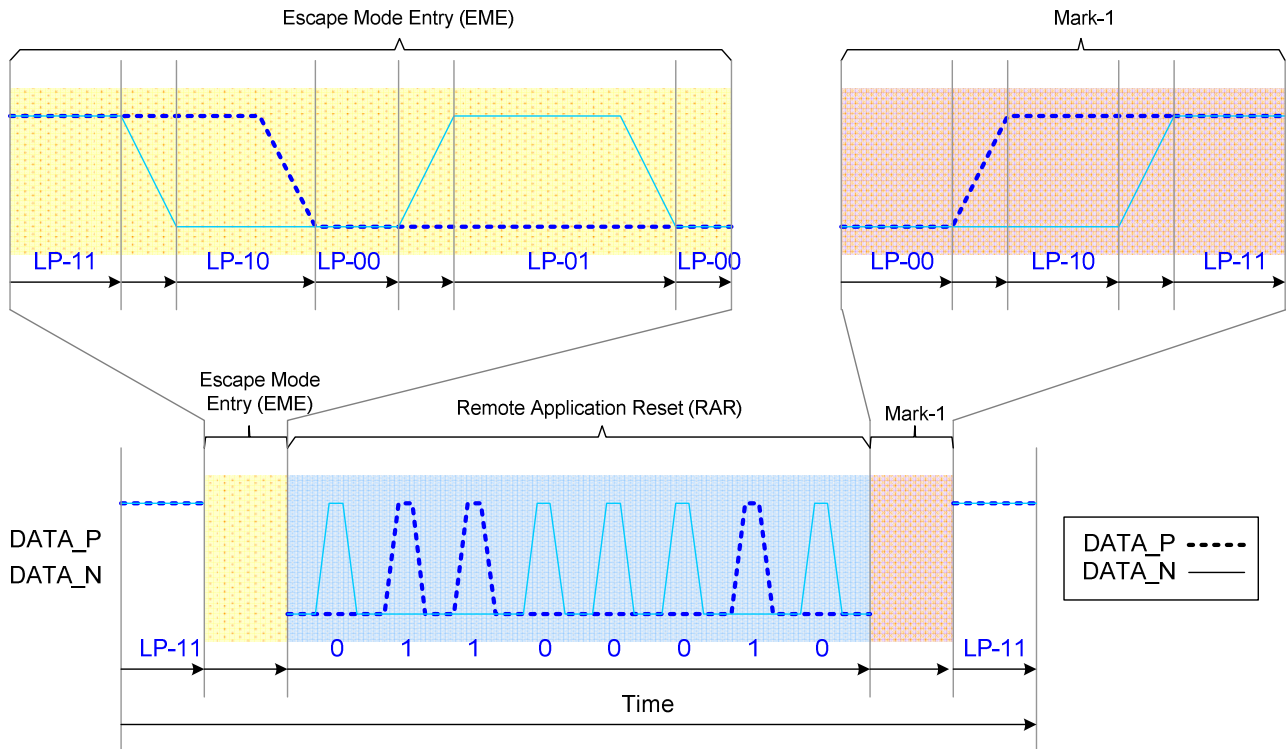 Escape Mode Entry (EME)
Mark-1
LP-11 LP-10 LP-00 LP-01 LP-00
LP-00 LP-10 LP-11
Escape Mode
Entry (EME)
Remote Application Reset (RAR)
Mark-1
DATA_P
DATA_N
DATA_P
DATA_N
LP-11 0 1 1 0 0 0 1 0 LP-11
Time